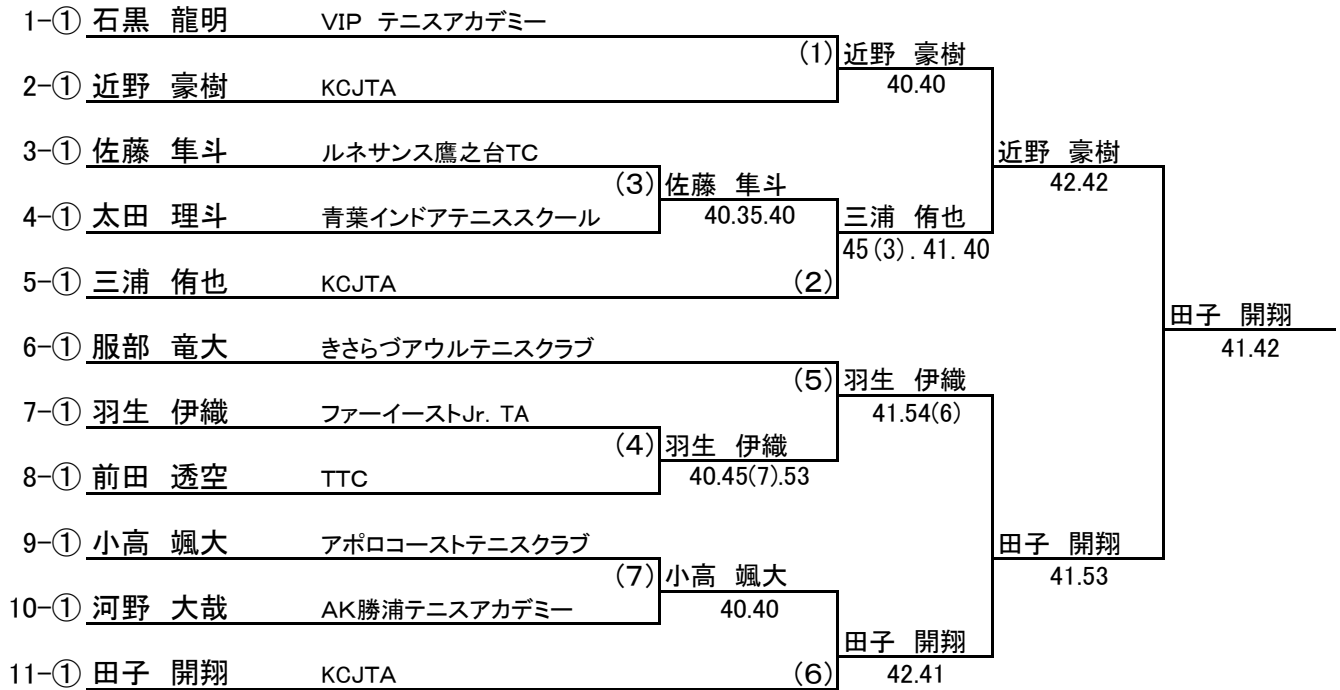 1-① 石黒 龍明 VIP テニスアカデミー
(1) 近野 豪樹
2-① 近野 豪樹 KCJTA 40.40
3-① 佐藤 隼斗 ルネサンス鷹之台TC 近野 豪樹
(3) 佐藤 隼斗 42.42
4-① 太田 理斗 青葉インドアテニススクール 40.35.40 三浦 侑也
45(3).41.40
5-① 三浦 侑也 KCJTA (2)
田子 開翔
6-① 服部 竜大 きさらづアウルテニスクラブ 41.42
(5) 羽生 伊織
7-① 羽生 伊織 ファーイーストJr. TA 41.54(6)
(4) 羽生 伊織
8-① 前田 透空 TTC 40.45(7).53
9-① 小高 颯大 アポロコーストテニスクラブ 田子 開翔
(7) 小高 颯大 41.53
10-① 河野 大哉 AK勝浦テニスアカデミー 40.40
田子 開翔
11-① 田子 開翔 KCJTA (6) 42.41